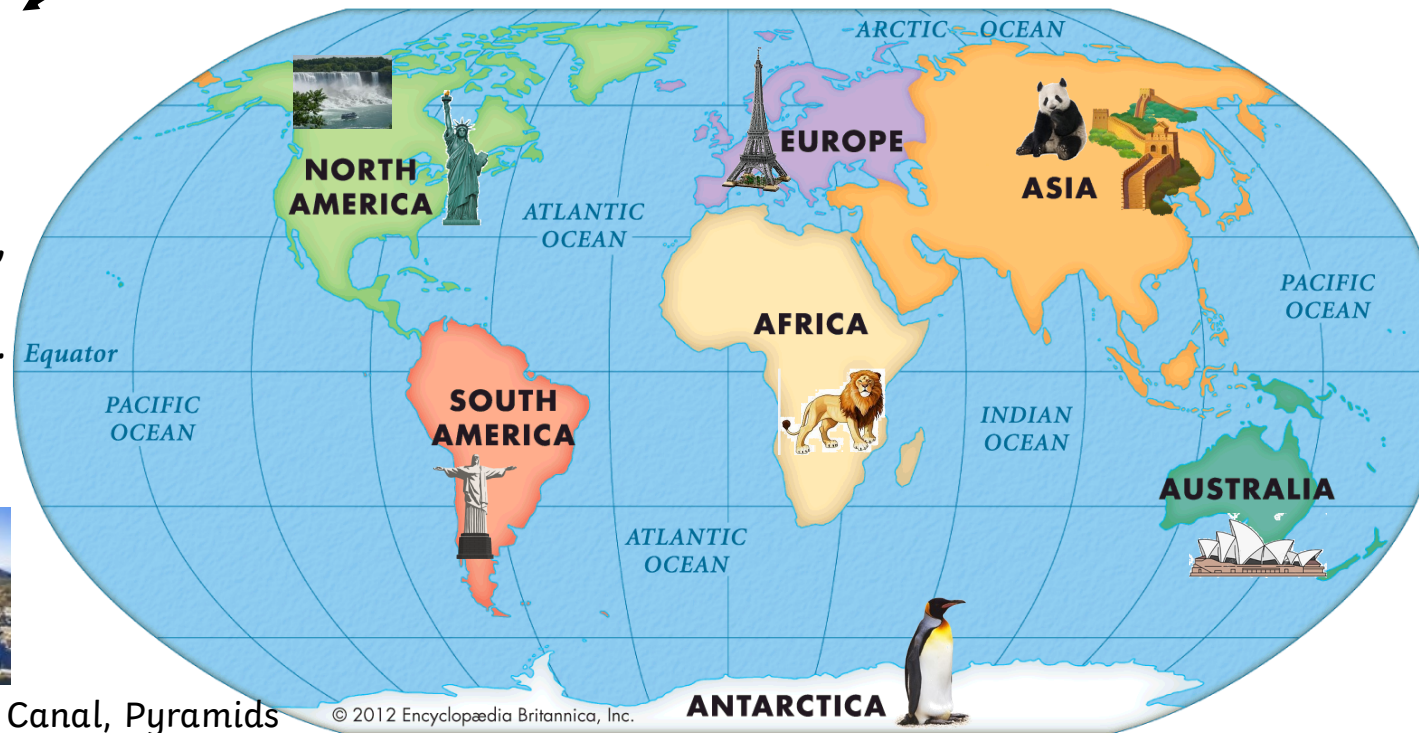 ARCTIC OCEAN
NORTH
AMERICA
EUROPE
ASIA
ATLANTIC
OCEAN
PACIFIC
OCEAN
AFRICA
Equator
SOUTH
AMERICA
PACIFIC
OCEAN
INDIAN
OCEAN
AUSTRALIA
ATLANTIC
OCEAN
ANTARCTICA
Canal, Pyramids
© 2012 Encyclopædia Britannica, Inc.